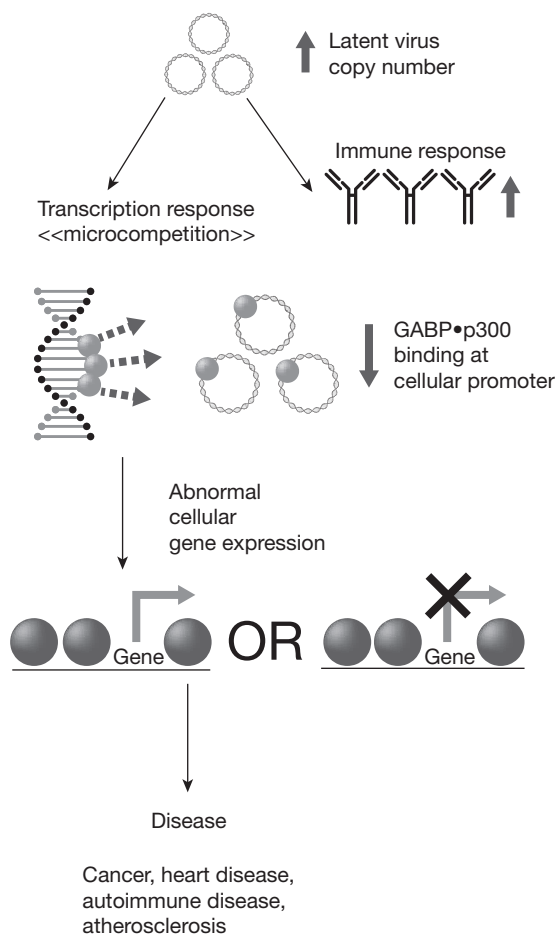 Latent virus
copy number
Immune response
Transcription response
<<microcompetition>>
GABP•p300
binding at
cellular promoter
Abnormal
cellular
gene expression
Gene
OR
Gene
Disease
Cancer, heart disease,
autoimmune disease,
atherosclerosis